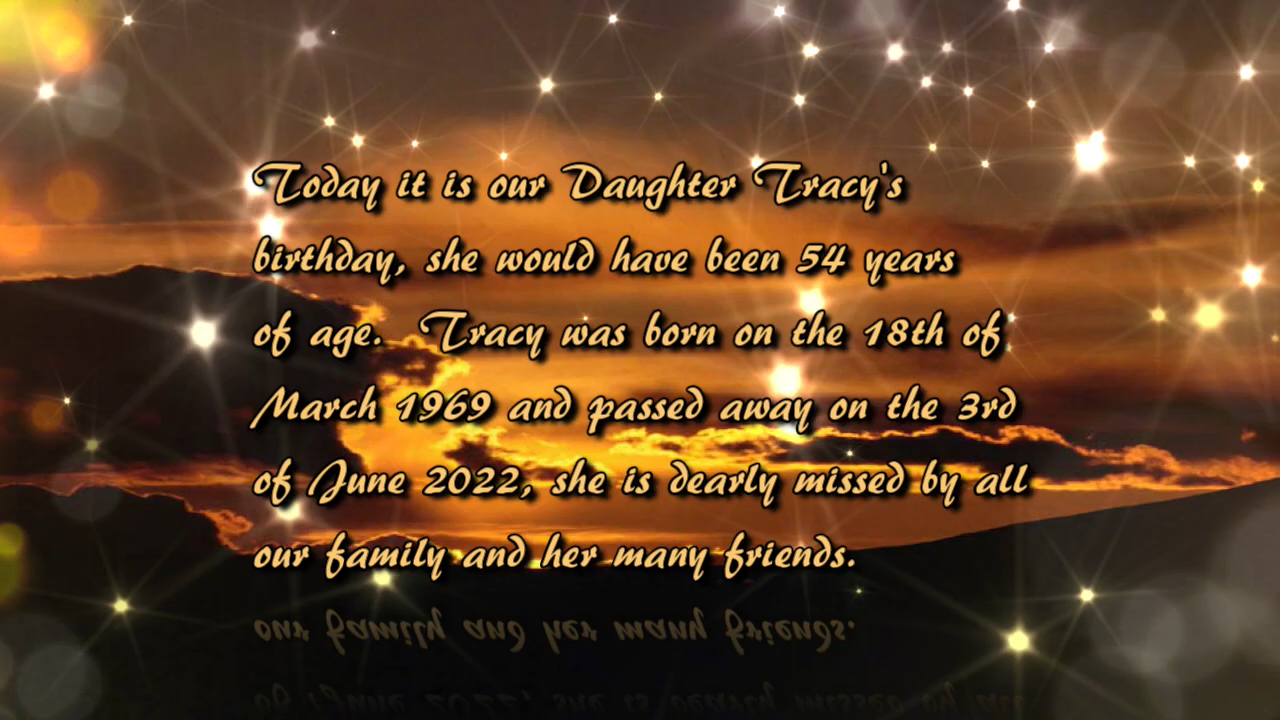 Today it is our Daughter Tracy's
birthday, she would have been 54 years
of age.  Tracy was born on the 18th of
March 1969 and passed away on the 3rd
of June 2022, she is dearly missed by all
our family and her many friends.